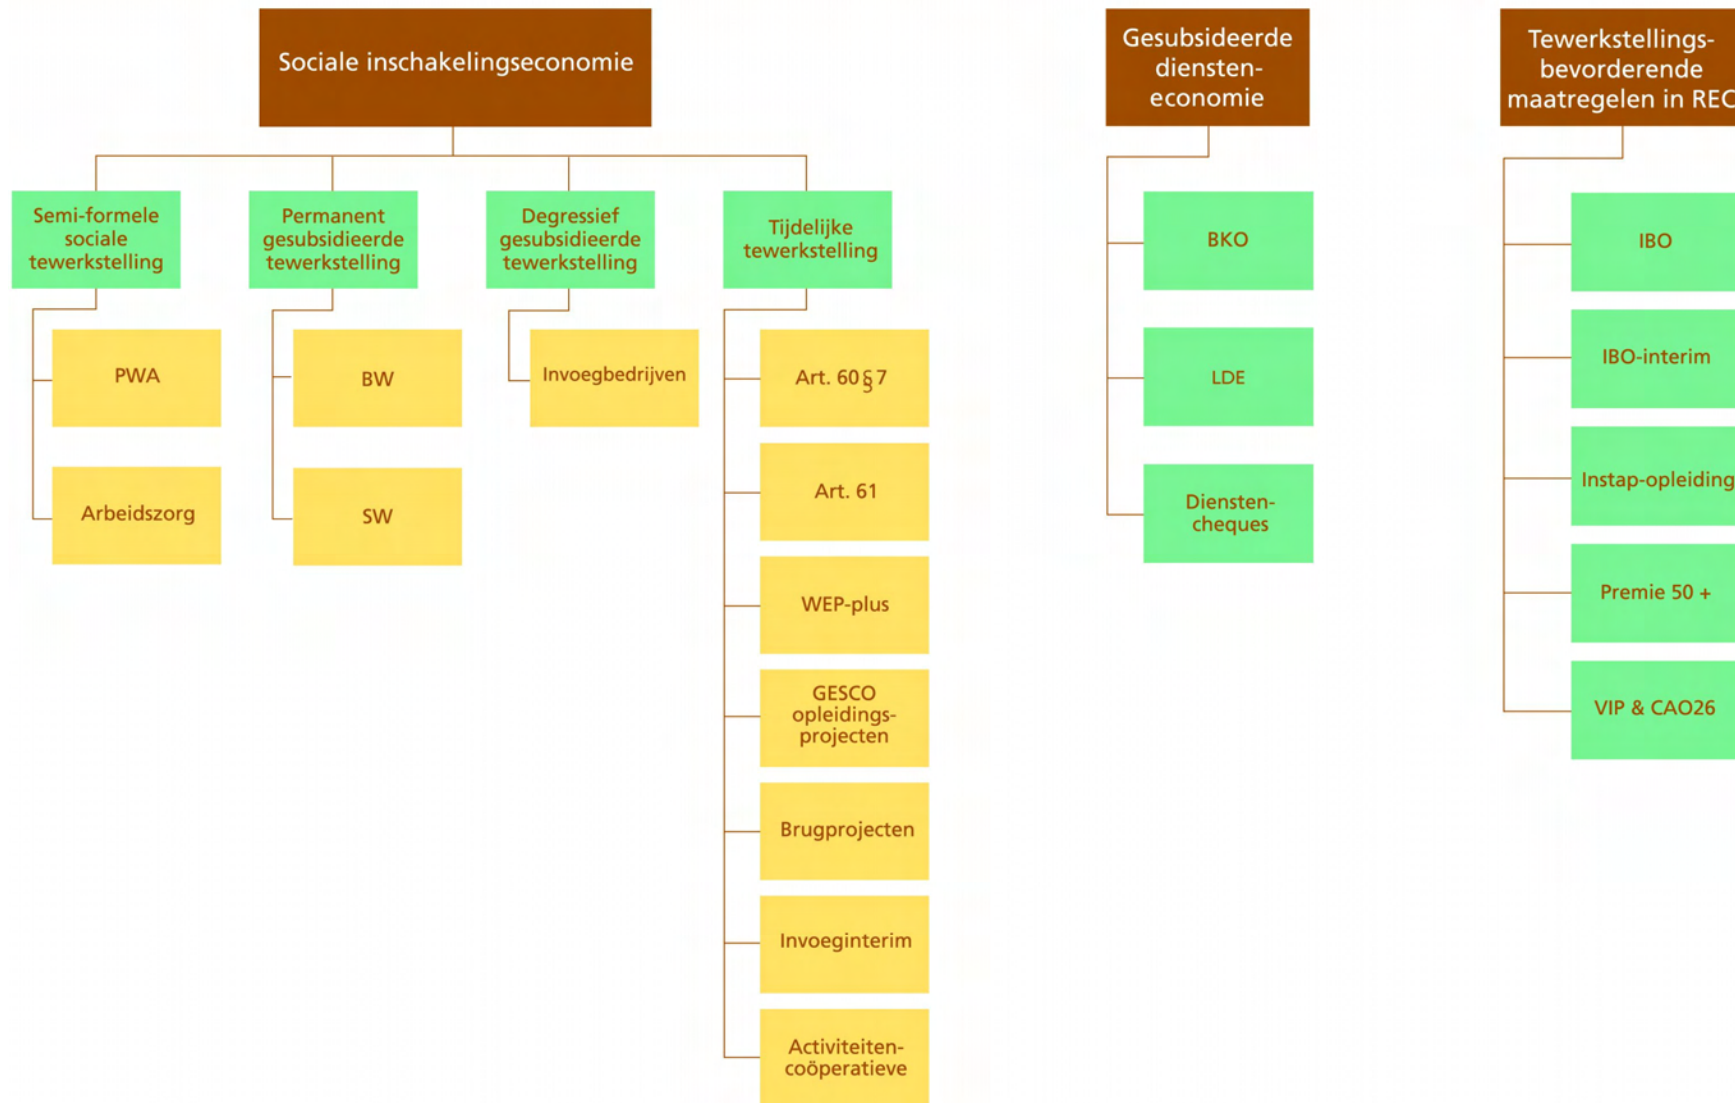 Sociale inschakelingseconomie
Semi-formele
sociale
tewerkstelling
PWA
Arbeidszorg
Permanent
gesubsidieerde
tewerkstelling
BW
SW
Degressief
gesubsidieerde
tewerkstelling
Invoegbedrijven
Tijdelijke
tewerkstelling
Art. 60§7
Art. 61
WEP-plus
GESCO
opleidings-
projecten
Brugprojecten
Invoeginterim
Activiteiten-
coöperatieve
Gesubsideerde
diensten-
economie
BKO
LDE
Diensten-
cheques
Tewerkstellings-
bevorderende
maatregelen in REC
IBO
IBO-interim
Instap-opleiding
Premie 50 +
VIP & CAO26